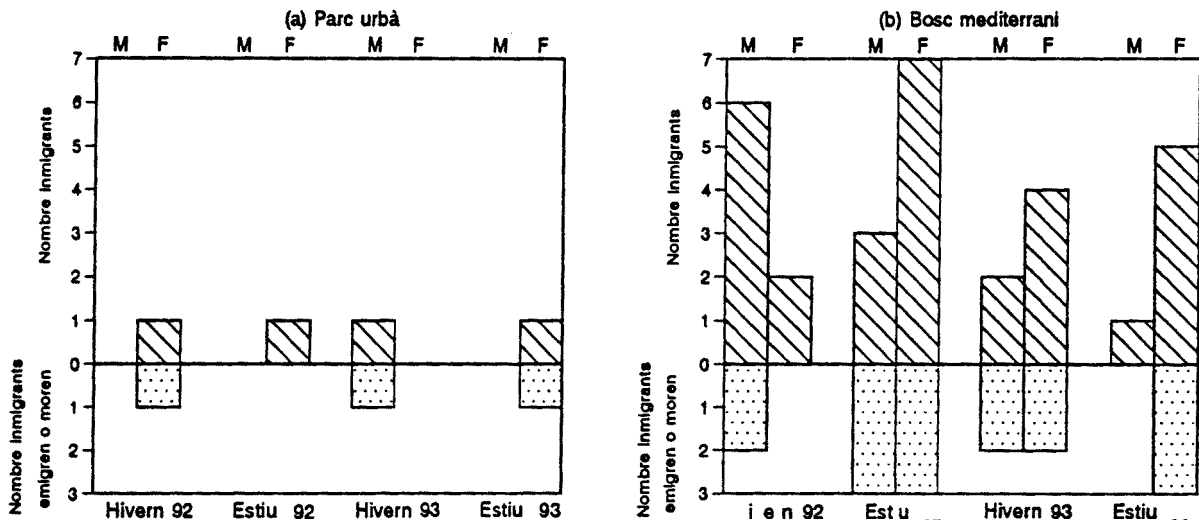 (a) Parc urbà
M F M F M F M F
7
6
5
4
3
2
1
0
1
2
3
Nombre inmigrants
Nombre inmigrants
emigren o moren
Hivern 92 Estiu 92 Hivern 93 Estiu 93
(b) Bosc mediterrani
M F M F M F M F
7
6
5
4
3
2
1
0
1
2
3
Nombre inmigrants
Nombre inmigrants
emigren o moren
92 Hivern 93 Estiu